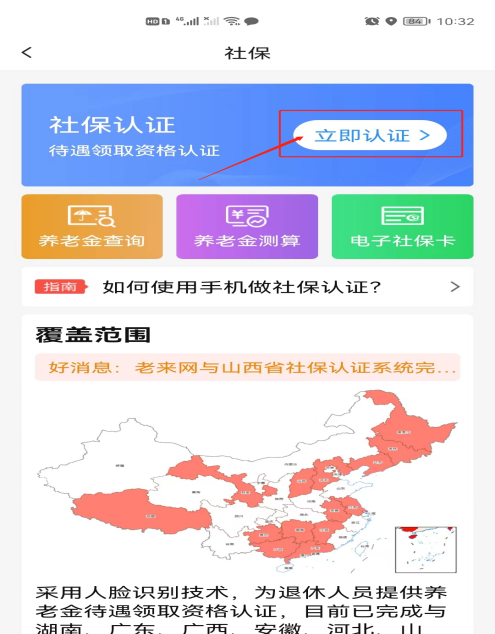 10:32
84
社保
社保认证
待遇领取资格认证
立即认证 >
养老金查询
养老金测算
电子社保卡
指南 如何使用手机做社保认证?
覆盖范围
好消息：老来网与山西省社保认证系统完...
采用人脸识别技术，为退休人员提供养
老金待遇领取资格认证，目前已完成与
湖南、广东、广西、安徽、河北、山